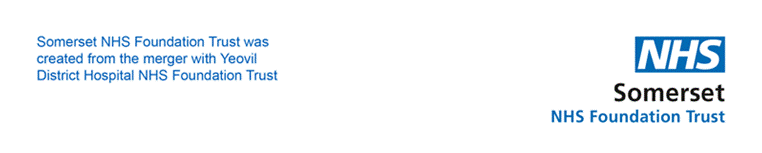 Somerset NHS Foundation Trust was
created from the merger with Yeovil
District Hospital NHS Foundation Trust
NHS
Somerset
NHS Foundation Trust